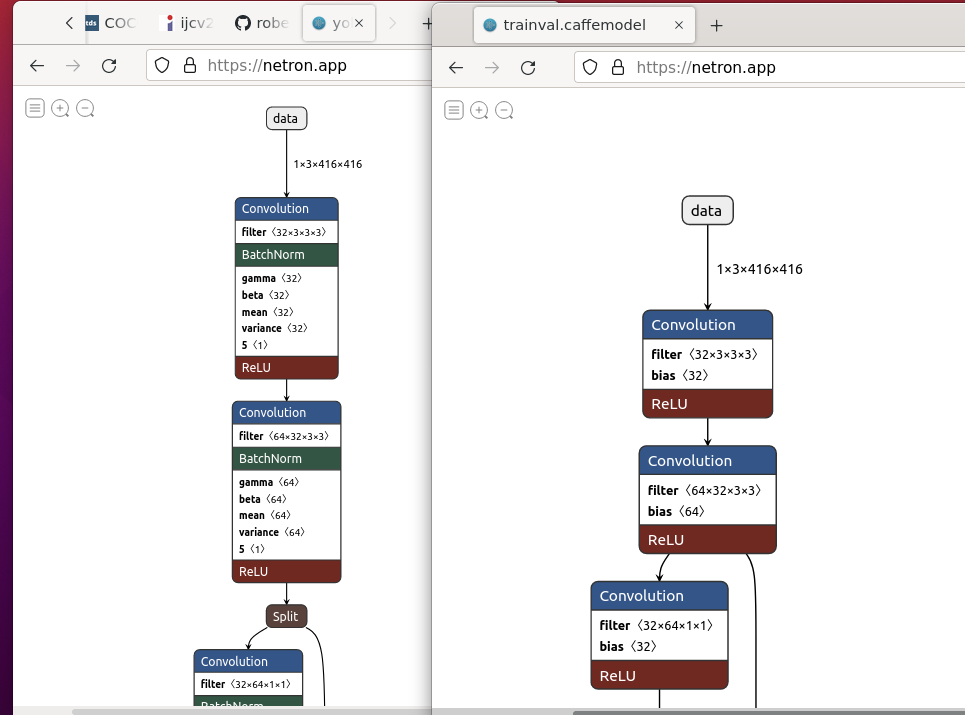 tds COC
ijcv2
robe
yo
https://netron.app
data
1×3×416×416
Convolution
filter ⟨32×3×3×3⟩
BatchNorm
gamma ⟨32⟩
beta ⟨32⟩
mean ⟨32⟩
variance ⟨32⟩
5 ⟨1⟩
ReLU
Convolution
filter ⟨64×32×3×3⟩
BatchNorm
gamma ⟨64⟩
beta ⟨64⟩
mean ⟨64⟩
variance ⟨64⟩
5 ⟨1⟩
ReLU
Split
Convolution
filter ⟨32×64×1×1⟩
BatchNorm
trainval.caffemodel
https://netron.app
data
1×3×416×416
Convolution
filter ⟨32×3×3×3⟩
bias ⟨32⟩
ReLU
Convolution
filter ⟨64×32×3×3⟩
bias ⟨64⟩
ReLU
Convolution
filter ⟨32×64×1×1⟩
bias ⟨32⟩
ReLU